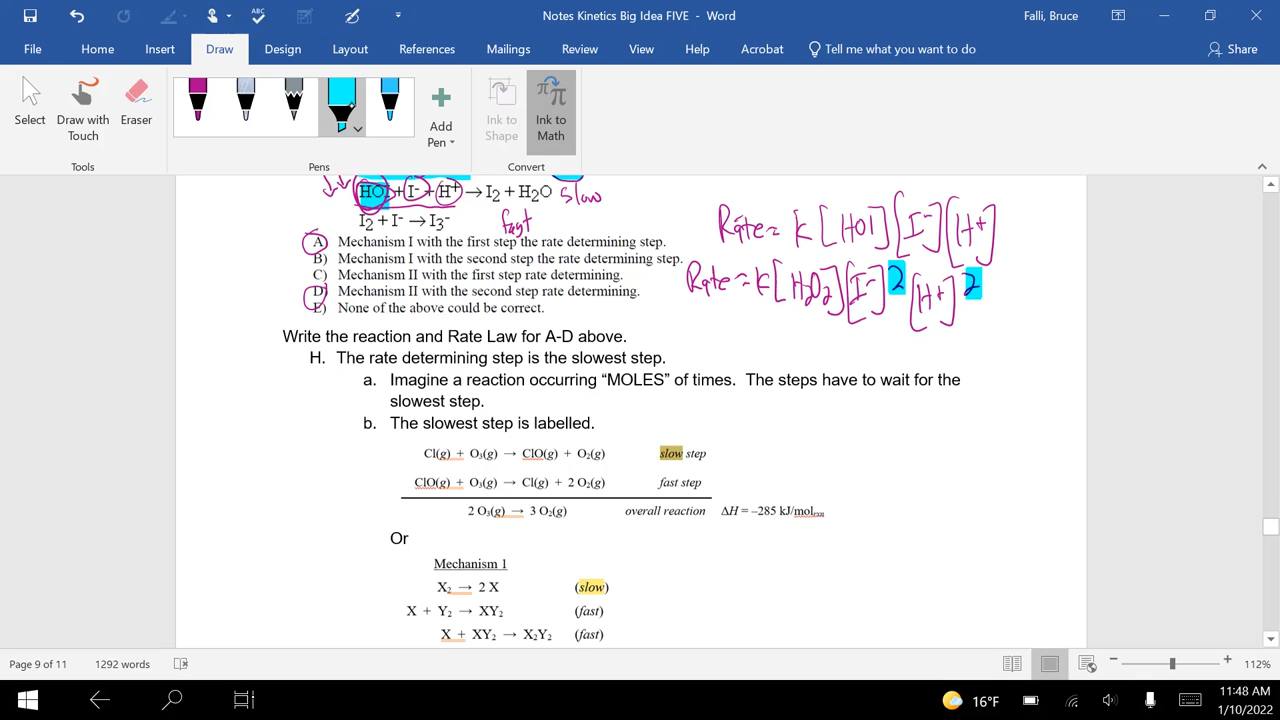 Notes Kinetics Big Idea FIVE - Word
Falli, Bruce
File Home Insert Draw Design Layout References Mailings Review View Help Acrobat Tell me what you want to do Share
Select
Draw with Touch
Eraser
Add Pen
Ink to Shape
Ink to Math
Tools
Pens
Convert
HOI + I⁻ + H⁺ → I₂ + H₂O slow
I₂ + I⁻ → I₃⁻ fast
Rate = K [HOI] [I⁻] [H+]
A) Mechanism I with the first step the rate determining step.
B) Mechanism I with the second step the rate determining step.
C) Mechanism II with the first step rate determining.
Rate = K [H₂O₂] [I⁻]² [H+]²
D) Mechanism II with the second step rate determining.
E) None of the above could be correct.
Write the reaction and Rate Law for A-D above.
H. The rate determining step is the slowest step.
a. Imagine a reaction occurring “MOLES” of times. The steps have to wait for the
slowest step.
b. The slowest step is labelled.
Cl(g) + O₃(g) → ClO(g) + O₂(g) slow step
ClO(g) + O₃(g) → Cl(g) + 2 O₂(g) fast step
2 O₃(g) → 3 O₂(g) overall reaction ΔH = –285 kJ/molrxn
Or
Mechanism 1
X₂ → 2 X (slow)
X + Y₂ → XY₂ (fast)
X + XY₂ → X₂Y₂ (fast)
Page 9 of 11 1292 words 112%
16°F
11:48 AM
1/10/2022